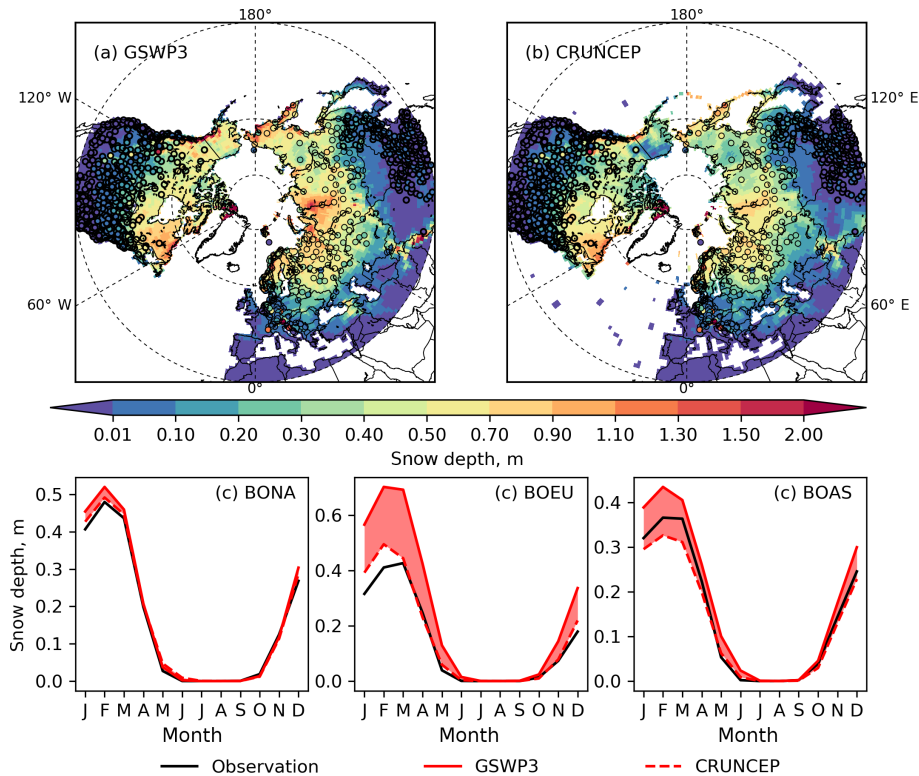 180° 180°
(a) GSWP3 (b) CRUNCEP
120° W 120° E
60° W 60° E
0° 0°
0.01 0.10 0.20 0.30 0.40 0.50 0.70 0.90 1.10 1.30 1.50 2.00
Snow depth, m
(c) BONA (c) BOEU (c) BOAS
Snow depth, m
0.5
0.4
0.3
0.2
0.1
0.0
0.6
0.4
0.2
0.0
0.4
0.3
0.2
0.1
0.0
J F M A M J J A S O N D J F M A M J J A S O N D J F M A M J J A S O N D
Month Month Month
Observation GSWP3 CRUNCEP